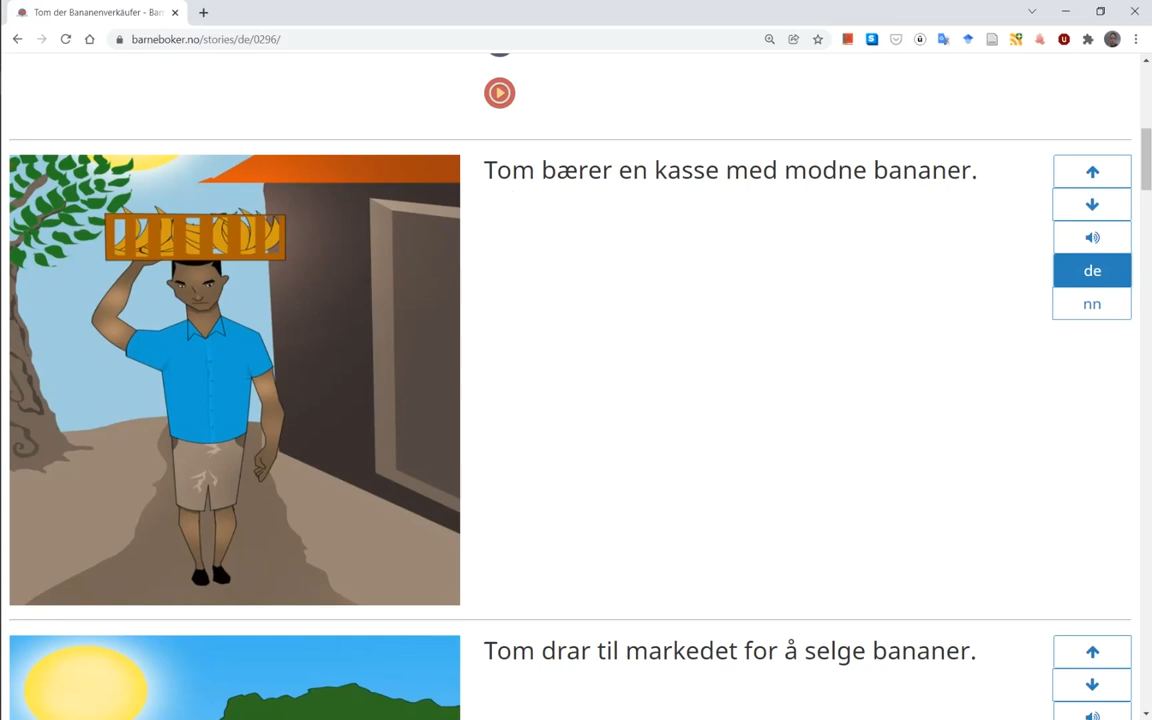 Tom der Bananenverkäufer - Bar
barneboker.no/stories/de/0296/
Tom bærer en kasse med modne bananer.
de
nn
Tom drar til markedet for å selge bananer.